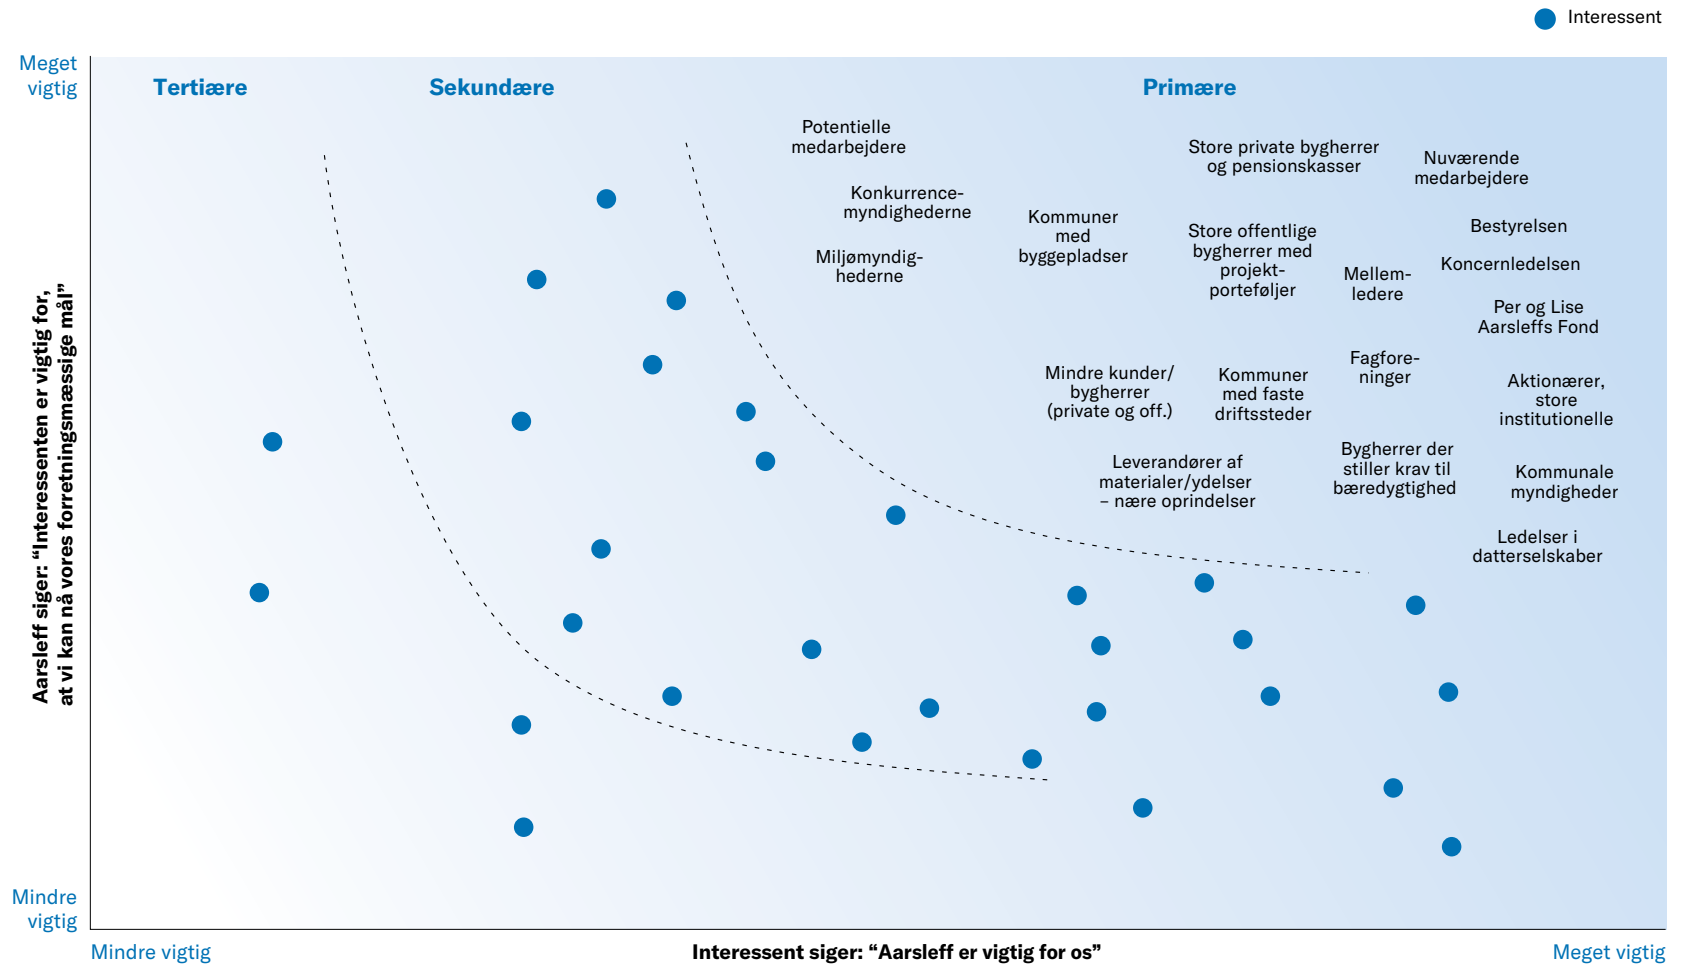 Interessent
Meget
vigtig
Tertiære
Sekundære
Primære
Potentielle
medarbejdere
Store private bygherrer
og pensionskasser
Nuværende
medarbejdere
Konkurrence-
myndighederne
Kommuner
med
byggepladser
Store offentlige
bygherrer med
projekt-
porteføljer
Bestyrelsen
Miljømyndig-
hederne
Mellem-
ledere
Koncernledelsen
Per og Lise
Aarsleffs Fond
Mindre kunder/
bygherrer
(private og off.)
Kommuner
med faste
driftssteder
Fagfore-
ninger
Aktionærer,
store
institutionelle
Leverandører af
materialer/ydelser
– nære oprindelser
Bygherrer der
stiller krav til
bæredygtighed
Kommunale
myndigheder
Ledelser i
datterselskaber
Aarsleff siger: “Interessenten er vigtig for,
at vi kan nå vores forretningsmæssige mål”
Mindre
vigtig
Mindre vigtig
Interessent siger: “Aarsleff er vigtig for os”
Meget vigtig